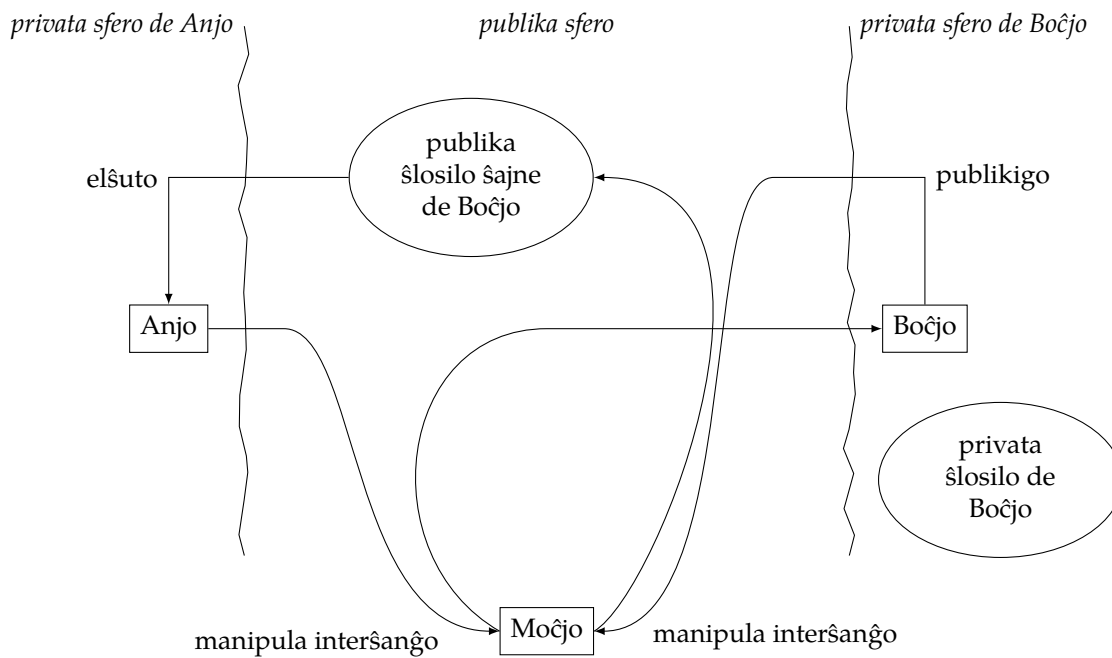 privata sfero de Anjo
publika sfero
privata sfero de Boĉjo
publika
ŝlosilo ŝajne
de Boĉjo
elŝuto
publikigo
Anjo
Boĉjo
privata
ŝlosilo de
Boĉjo
manipula interŝanĝo
Moĉjo
manipula interŝanĝo